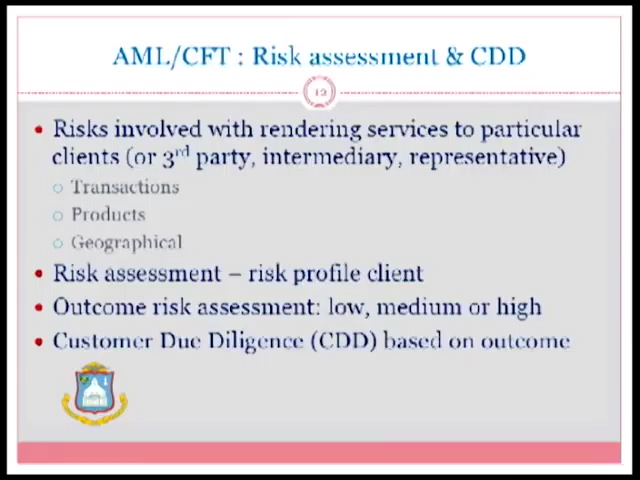 AML/CFT : Risk assessment & CDD
12
Risks involved with rendering services to particular
clients (or 3rd party, intermediary, representative)
Transactions
Products
Geographical
Risk assessment – risk profile client
Outcome risk assessment: low, medium or high
Customer Due Diligence (CDD) based on outcome